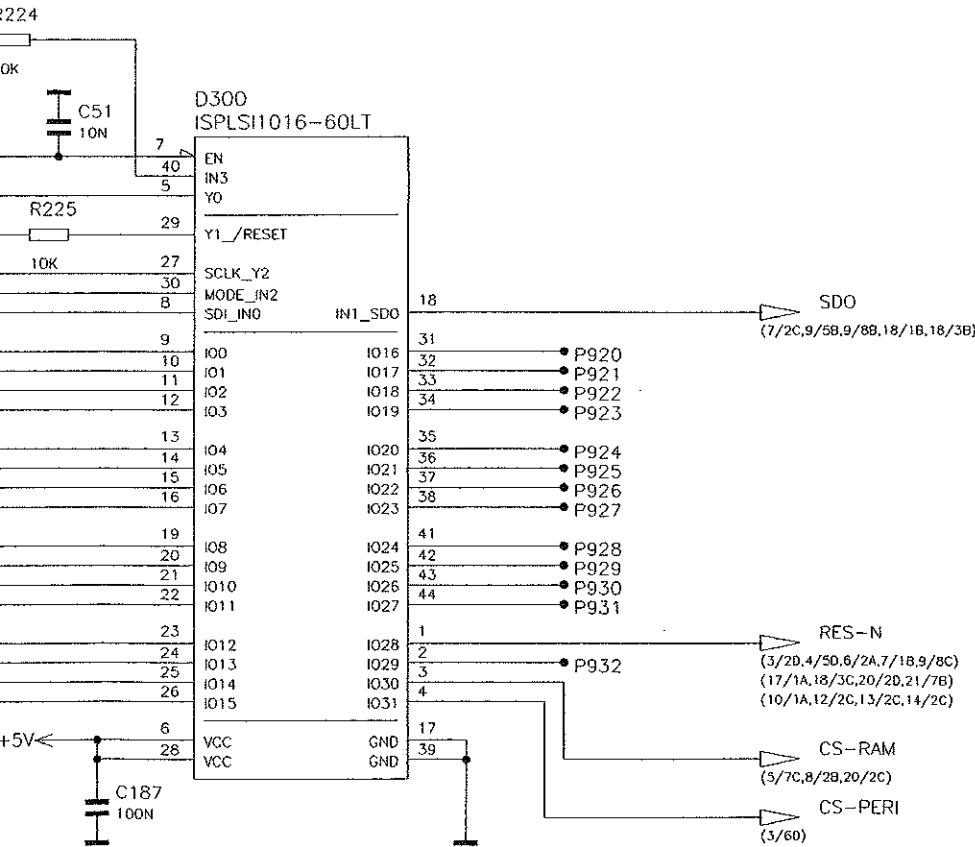 R224
0K
C51
10N
D300
ISPLSI1016-60LT
7 EN
40 IN3
5 Y0
R225
10K
29 Y1_/RESET
27 SCLK_Y2
30 MODE_IN2
8 SDI_IN0 IN1_SDO 18 SDO
(7/2C,9/5B,9/8B,18/1B,18/3B)
9 IO0 IO16 31 P920
10 IO1 IO17 32 P921
11 IO2 IO18 33 P922
12 IO3 IO19 34 P923
13 IO4 IO20 35 P924
14 IO5 IO21 36 P925
15 IO6 IO22 37 P926
16 IO7 IO23 38 P927
19 IO8 IO24 41 P928
20 IO9 IO25 42 P929
21 IO10 IO26 43 P930
22 IO11 IO27 44 P931
23 IO12 IO28 1 RES-N
(3/2D,4/5D,6/2A,7/1B,9/8C)
(17/1A,18/3C,20/2D,21/7B)
(10/1A,12/2C,13/2C,14/2C)
24 IO13 IO29 2 P932
25 IO14 IO30 3
26 IO15 IO31 4
+5V
6 VCC GND 17
28 VCC GND 39
CS-RAM
(5/7C,8/2B,20/2C)
CS-PERI
(3/6D)
C187
100N